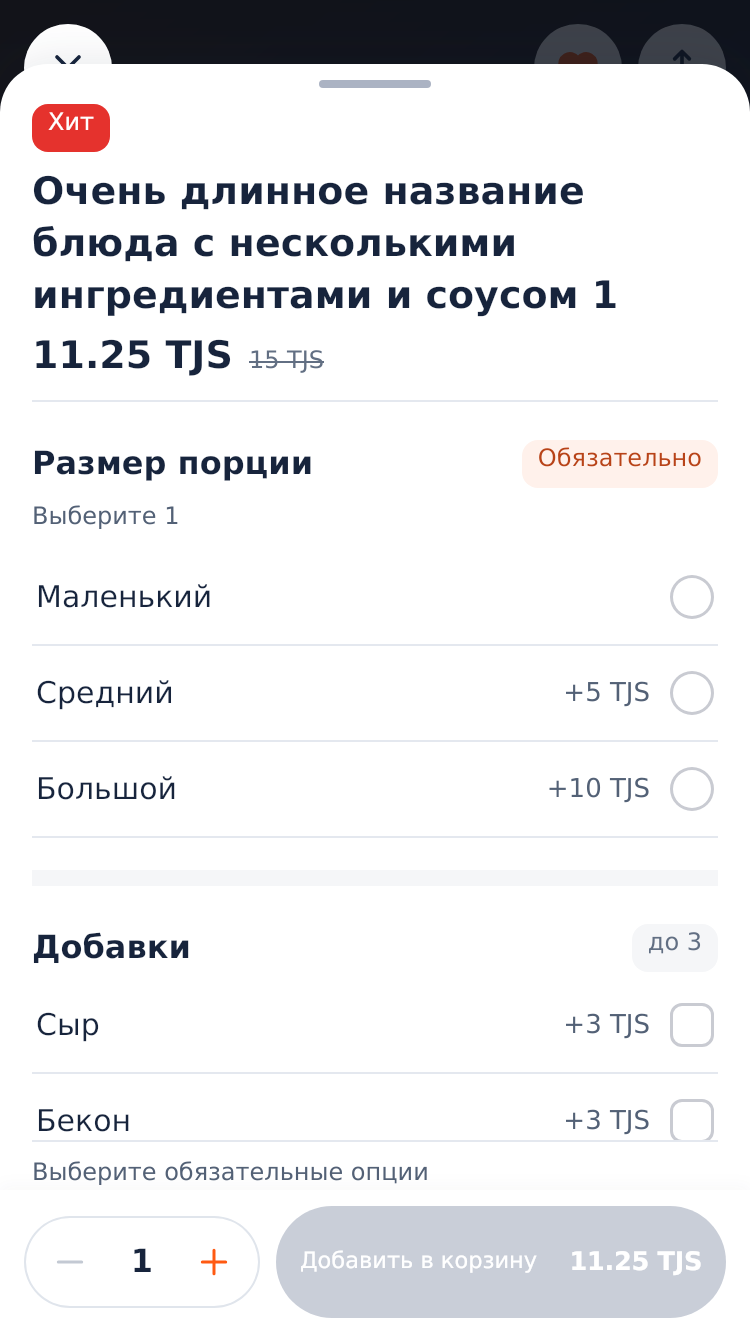 Хит
Очень длинное название
блюда с несколькими
ингредиентами и соусом 1
11.25 TJS 15 TJS
Размер порции Обязательно
Выберите 1
Маленький
Средний +5 TJS
Большой +10 TJS
Добавки до 3
Сыр +3 TJS
Бекон +3 TJS
Выберите обязательные опции
1 Добавить в корзину 11.25 TJS